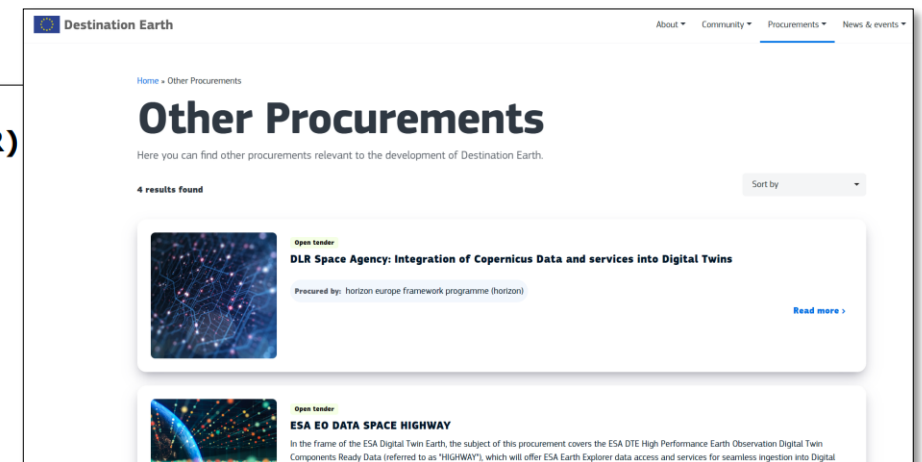 Destination Earth
About
Community
Procurements
News & events
Home » Other Procurements
Other Procurements
Here you can find other procurements relevant to the development of Destination Earth.
4 results found
Sort by
Open tender
DLR Space Agency: Integration of Copernicus Data and services into Digital Twins
Procured by: horizon europe framework programme (horizon)
Read more ›
Open tender
ESA EO DATA SPACE HIGHWAY
In the frame of the ESA Digital Twin Earth, the subject of this procurement covers the ESA DTE High Performance Earth Observation Digital Twin
Components Ready Data (referred to as "HIGHWAY"), which will offer ESA Earth Explorer data access and services for seamless ingestion into Digital